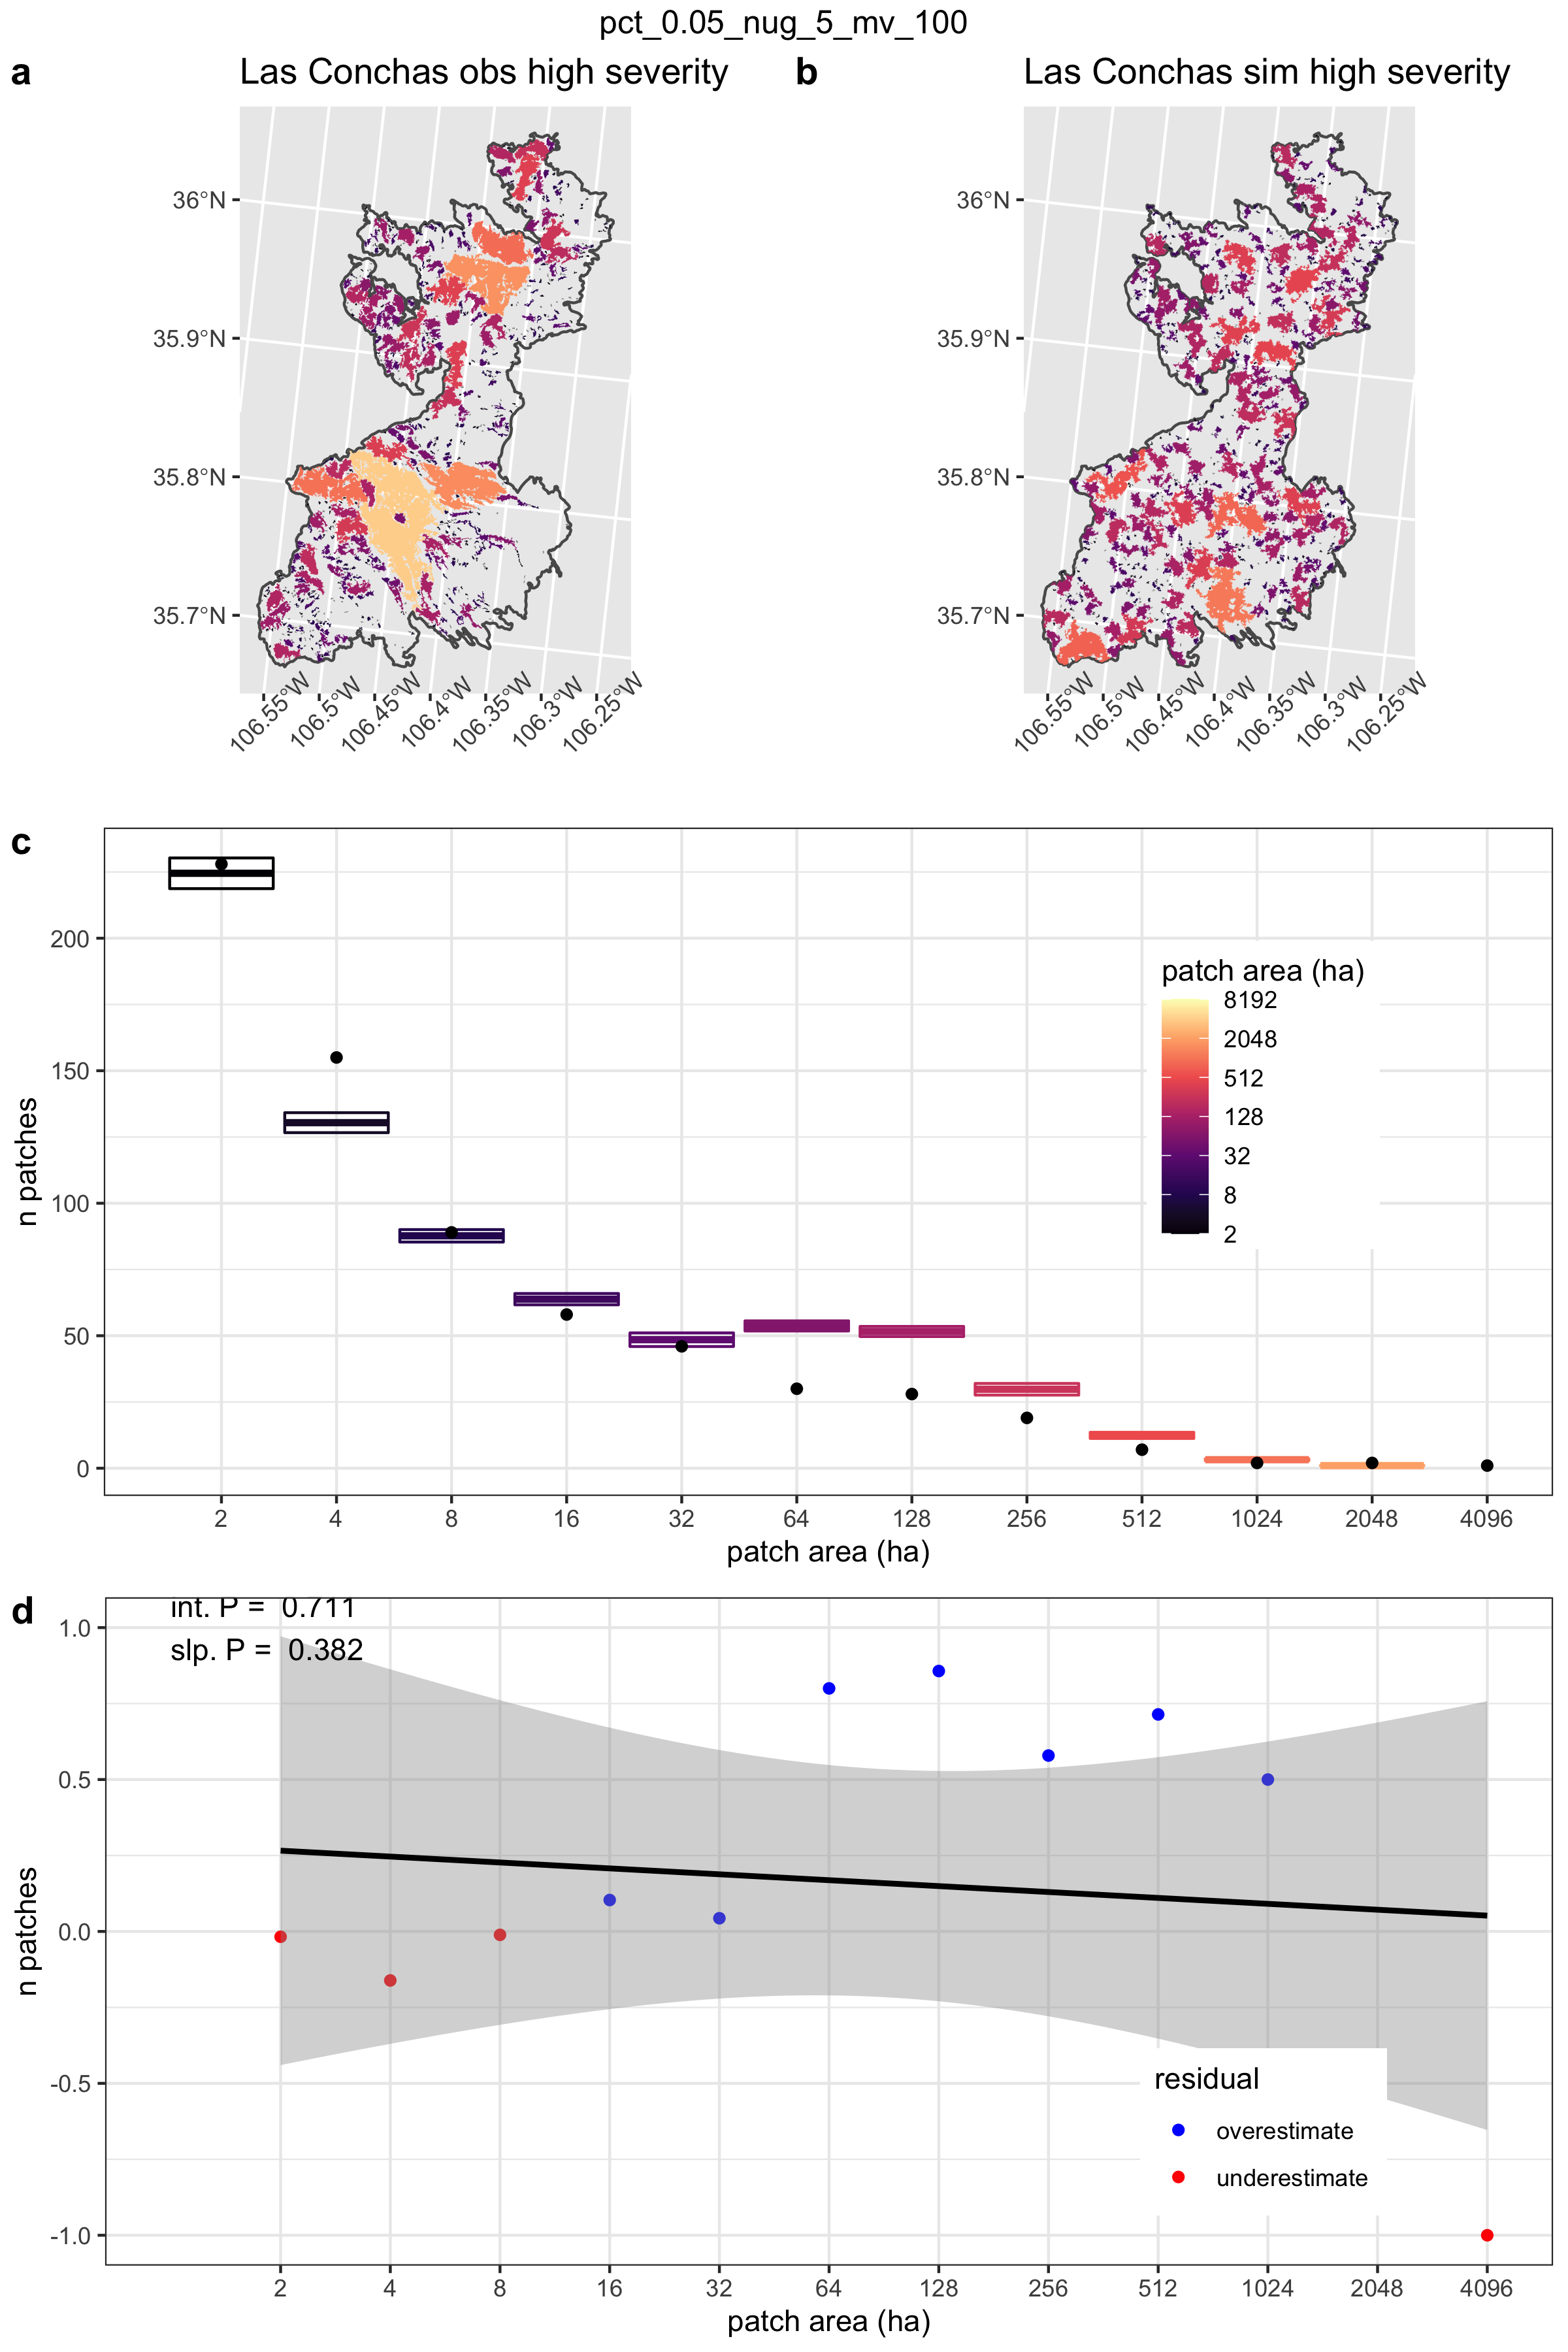 pct_0.05_nug_5_mv_100
a
Las Conchas obs high severity
36°N
35.9°N
35.8°N
35.7°N
106.55°W
106.5°W
106.45°W
106.4°W
106.35°W
106.3°W
106.25°W
b
Las Conchas sim high severity
36°N
35.9°N
35.8°N
35.7°N
106.55°W
106.5°W
106.45°W
106.4°W
106.35°W
106.3°W
106.25°W
c
n patches
200
150
100
50
0
patch area (ha)
8192
2048
512
128
32
8
2
2 4 8 16 32 64 128 256 512 1024 2048 4096
patch area (ha)
d
int. P = 0.711
slp. P = 0.382
n patches
1.0
0.5
0.0
-0.5
-1.0
residual
overestimate
underestimate
2 4 8 16 32 64 128 256 512 1024 2048 4096
patch area (ha)